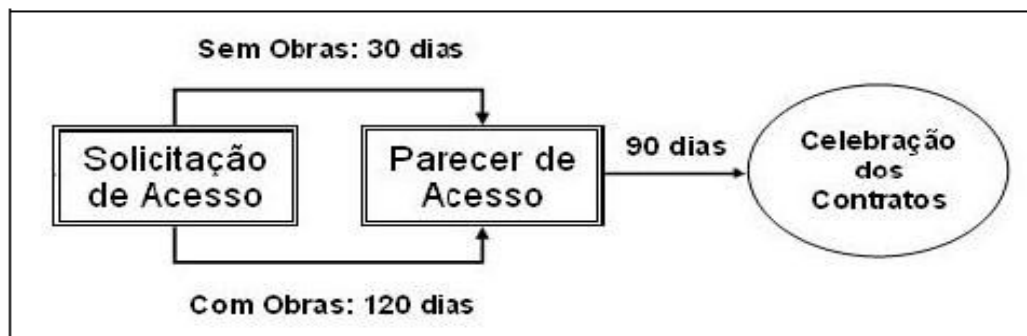 Sem Obras: 30 dias
Solicitação
de Acesso
Parecer de
Acesso
90 dias
Celebração
dos
Contratos
Com Obras: 120 dias